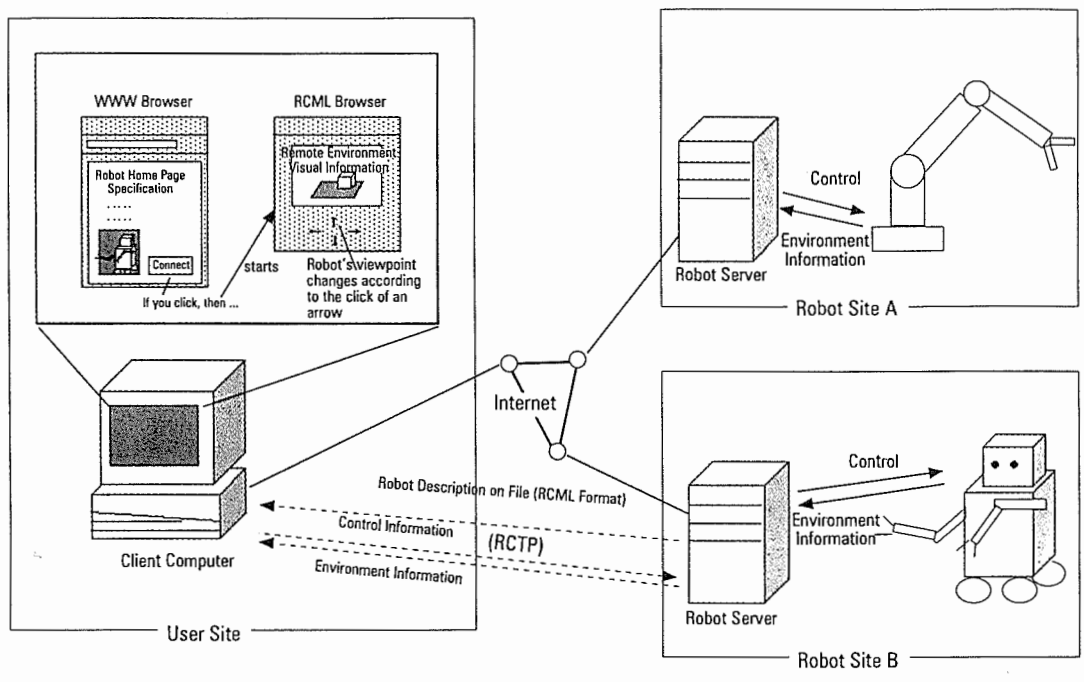 WWW Browser
RCML Browser
Robot Home Page
Specification
.....
.....
Connect
If you click, then ...
starts
Remote Environment
Visual Information
Robot's viewpoint
changes according
to the click of an
arrow
Client Computer
User Site
Internet
Robot Description on File (RCML Format)
Control Information
(RCTP)
Environment Information
Control
Environment
Information
Robot Server
Robot Site A
Control
Environment
Information
Robot Server
Robot Site B